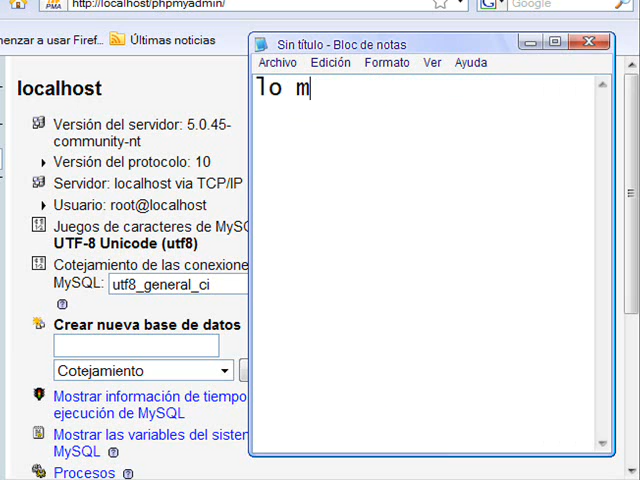 http://localhost/phpmyadmin/
Google
menzar a usar Firef...
Últimas noticias
localhost
Versión del servidor: 5.0.45-
community-nt
Versión del protocolo: 10
Servidor: localhost via TCP/IP
Usuario: root@localhost
Juegos de caracteres de MySQ
UTF-8 Unicode (utf8)
Cotejamiento de las conexione
MySQL: utf8_general_ci
Crear nueva base de datos
Cotejamiento
Mostrar información de tiempo
ejecución de MySQL
Mostrar las variables del sister
MySQL
Procesos
Sin título - Bloc de notas
Archivo Edición Formato Ver Ayuda
lo m